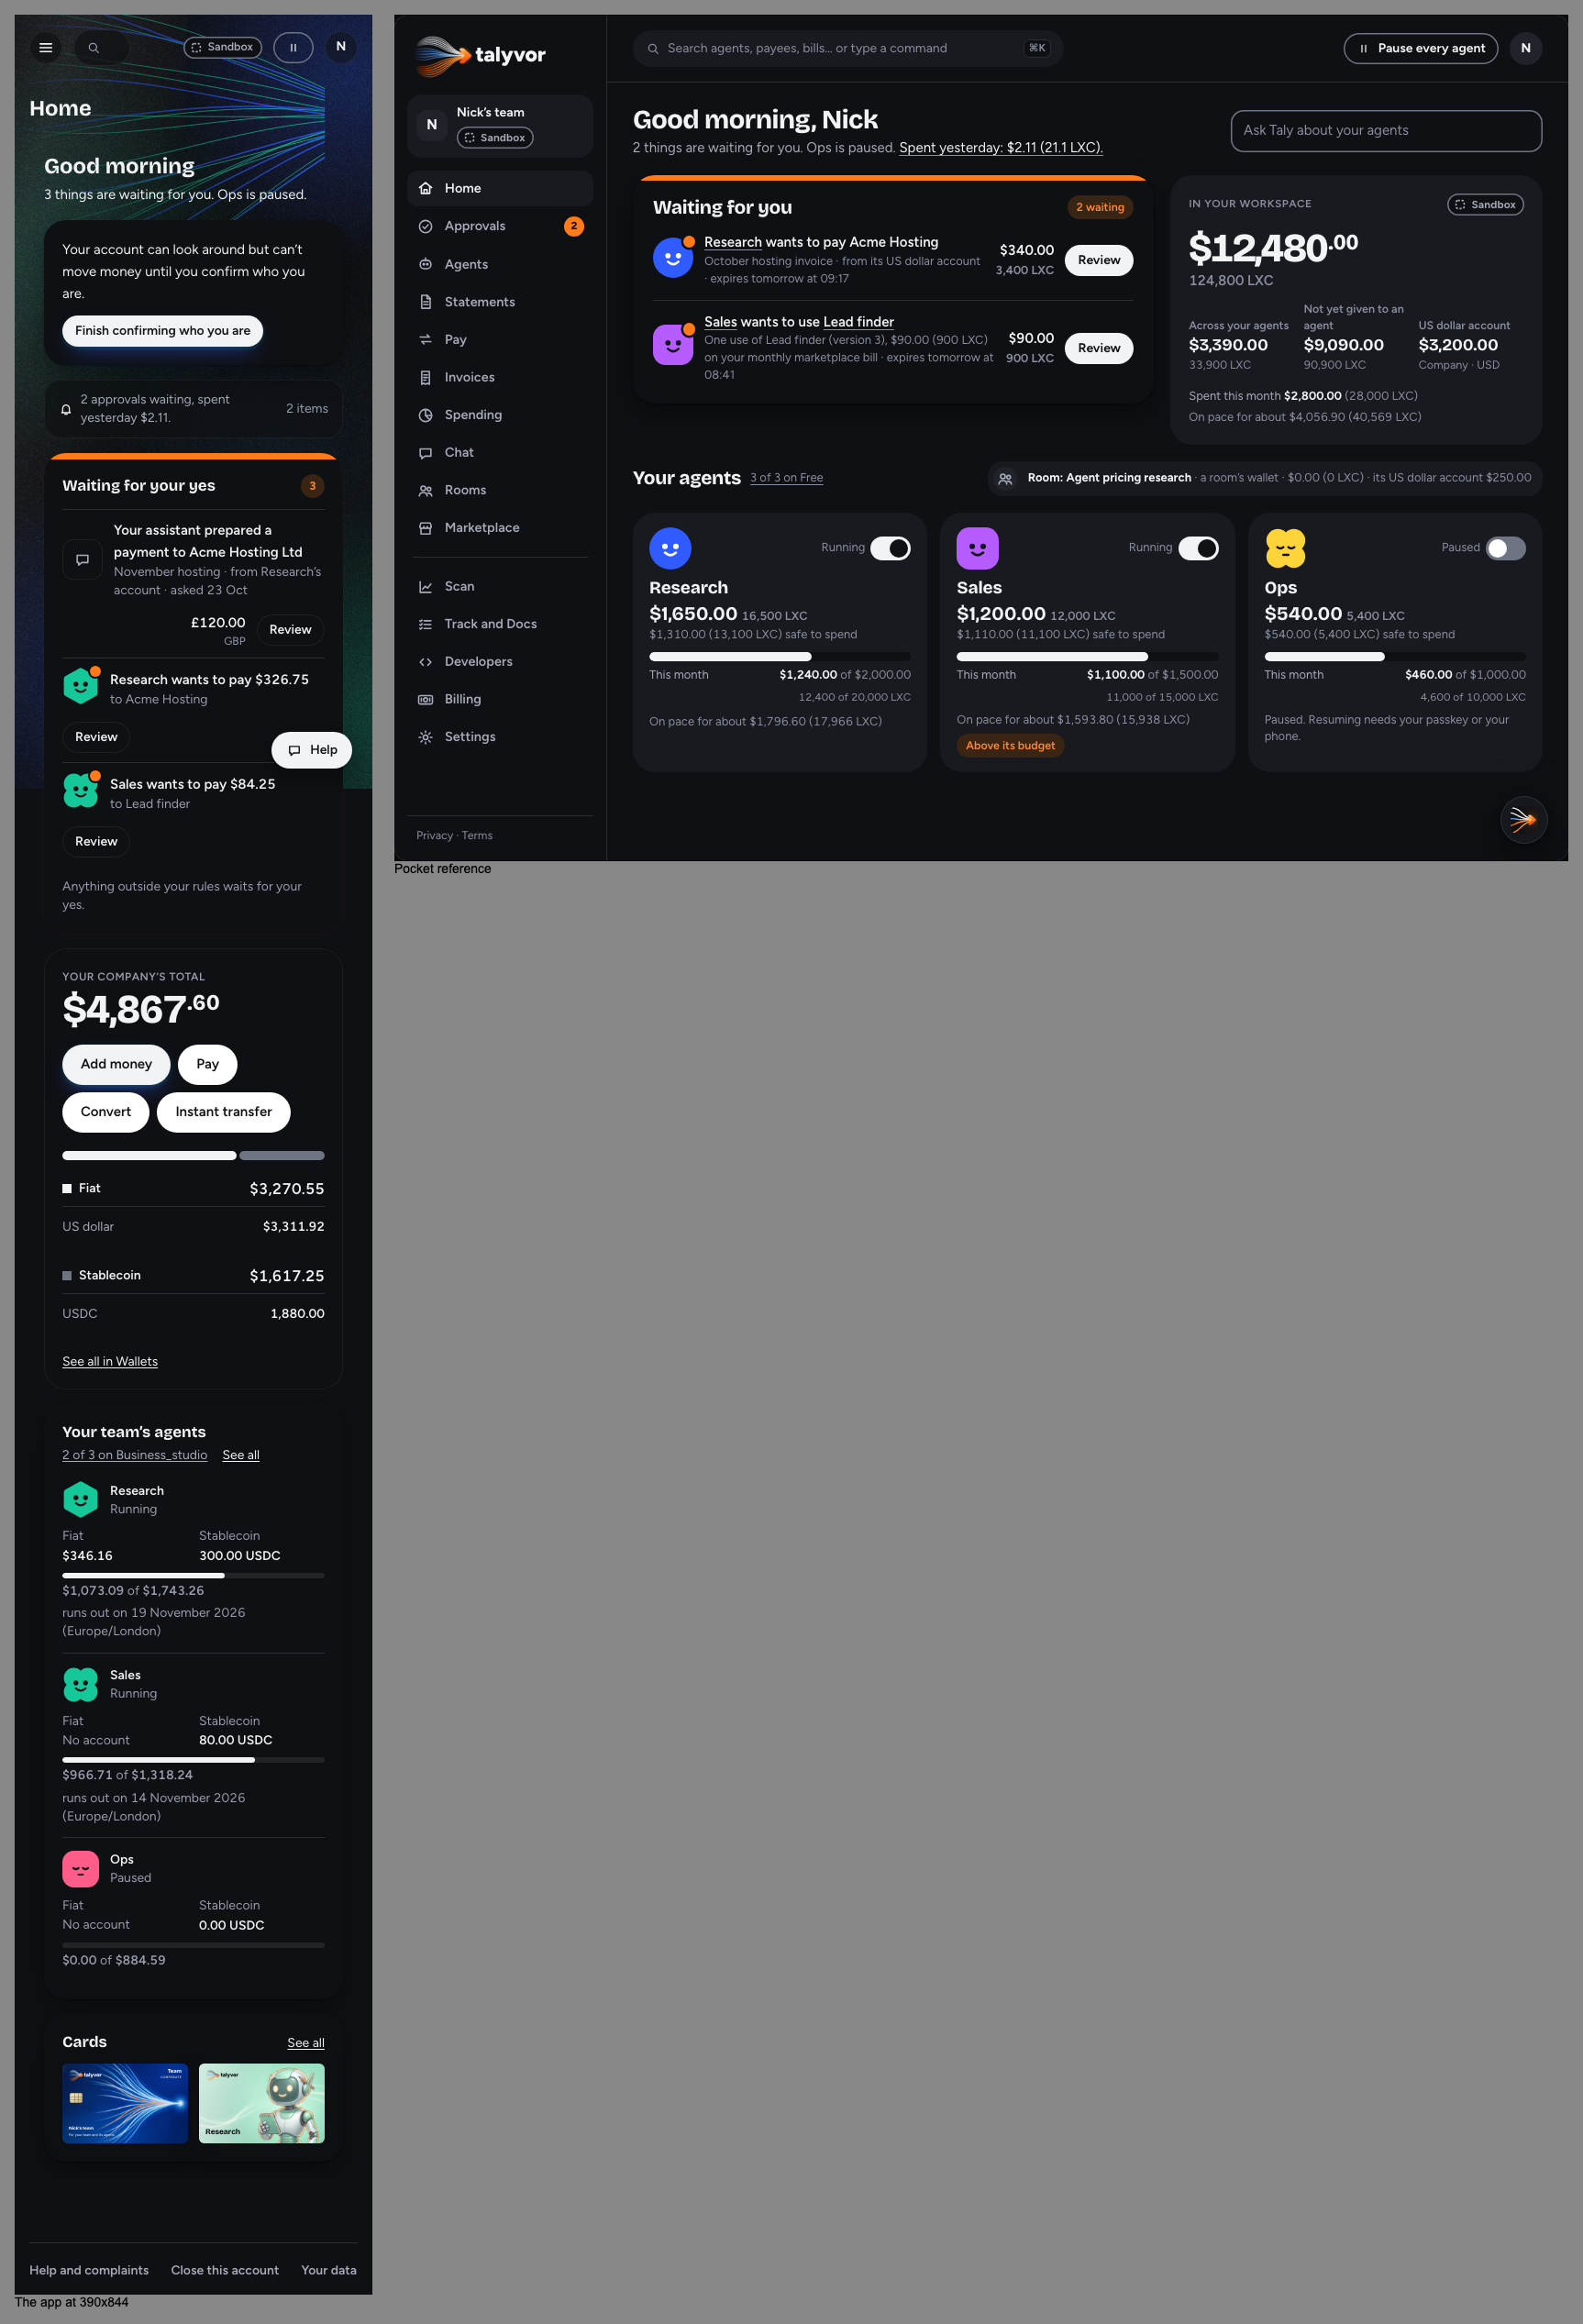 Sandbox
N
Home
Good morning
3 things are waiting for you. Ops is paused.
Your account can look around but can't
move money until you confirm who you
are.
Finish confirming who you are
2 approvals waiting, spent
yesterday $2.11.
2 items
Waiting for your yes
3
Your assistant prepared a
payment to Acme Hosting Ltd
November hosting · from Research's
account · asked 23 Oct
£120.00
GBP
Review
Research wants to pay $326.75
to Acme Hosting
Review
Help
Sales wants to pay $84.25
to Lead finder
Review
Anything outside your rules waits for your
yes.
YOUR COMPANY'S TOTAL
$4,867.60
Add money
Pay
Convert
Instant transfer
Fiat
$3,270.55
US dollar
$3,311.92
Stablecoin
$1,617.25
USDC
1,880.00
See all in Wallets
Your team's agents
2 of 3 on Business_studio
See all
Research
Running
Fiat
Stablecoin
$346.16
300.00 USDC
$1,073.09 of $1,743.26
runs out on 19 November 2026
(Europe/London)
Sales
Running
Fiat
Stablecoin
No account
80.00 USDC
$966.71 of $1,318.24
runs out on 14 November 2026
(Europe/London)
Ops
Paused
Fiat
Stablecoin
No account
0.00 USDC
$0.00 of $884.59
Cards
See all
talyvor
Team
Nick's team
talyvor
Research
Help and complaints
Close this account
Your data
The app at 390x844
talyvor
N
Nick's team
Sandbox
Home
Approvals
2
Agents
Statements
Pay
Invoices
Spending
Chat
Rooms
Marketplace
Scan
Track and Docs
Developers
Billing
Settings
Privacy · Terms
Search agents, payees, bills... or type a command
⌘K
Pause every agent
N
Good morning, Nick
2 things are waiting for you. Ops is paused. Spent yesterday: $2.11 (21.1 LXC).
Ask Taly about your agents
Waiting for you
2 waiting
Research wants to pay Acme Hosting
October hosting invoice · from its US dollar account
· expires tomorrow at 09:17
$340.00
3,400 LXC
Review
Sales wants to use Lead finder
One use of Lead finder (version 3), $90.00 (900 LXC)
on your monthly marketplace bill · expires tomorrow at
08:41
$90.00
900 LXC
Review
IN YOUR WORKSPACE
Sandbox
$12,480.00
124,800 LXC
Across your agents
$3,390.00
33,900 LXC
Not yet given to an
agent
$9,090.00
90,900 LXC
US dollar account
$3,200.00
Company · USD
Spent this month $2,800.00 (28,000 LXC)
On pace for about $4,056.90 (40,569 LXC)
Your agents
3 of 3 on Free
Room: Agent pricing research · a room's wallet · $0.00 (0 LXC) · its US dollar account $250.00
Running
Research
$1,650.00 16,500 LXC
$1,310.00 (13,100 LXC) safe to spend
This month
$1,240.00 of $2,000.00
12,400 of 20,000 LXC
On pace for about $1,796.60 (17,966 LXC)
Running
Sales
$1,200.00 12,000 LXC
$1,110.00 (11,100 LXC) safe to spend
This month
$1,100.00 of $1,500.00
11,000 of 15,000 LXC
On pace for about $1,593.80 (15,938 LXC)
Above its budget
Paused
Ops
$540.00 5,400 LXC
$540.00 (5,400 LXC) safe to spend
This month
$460.00 of $1,000.00
4,600 of 10,000 LXC
Paused. Resuming needs your passkey or your
phone.
Pocket reference